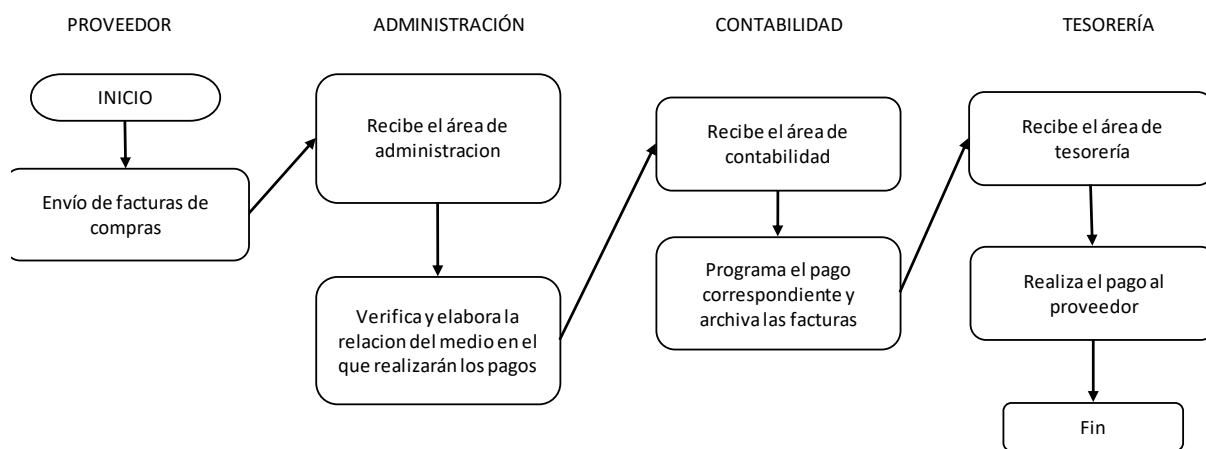 PROVEEDOR
ADMINISTRACIÓN
CONTABILIDAD
TESORERÍA
INICIO
Envío de facturas de
compras
Recibe el área de
administracion
Verifica y elabora la
relacion del medio en el
que realizarán los pagos
Recibe el área de
contabilidad
Programa el pago
correspondiente y
archiva las facturas
Recibe el área de
tesorería
Realiza el pago al
proveedor
Fin